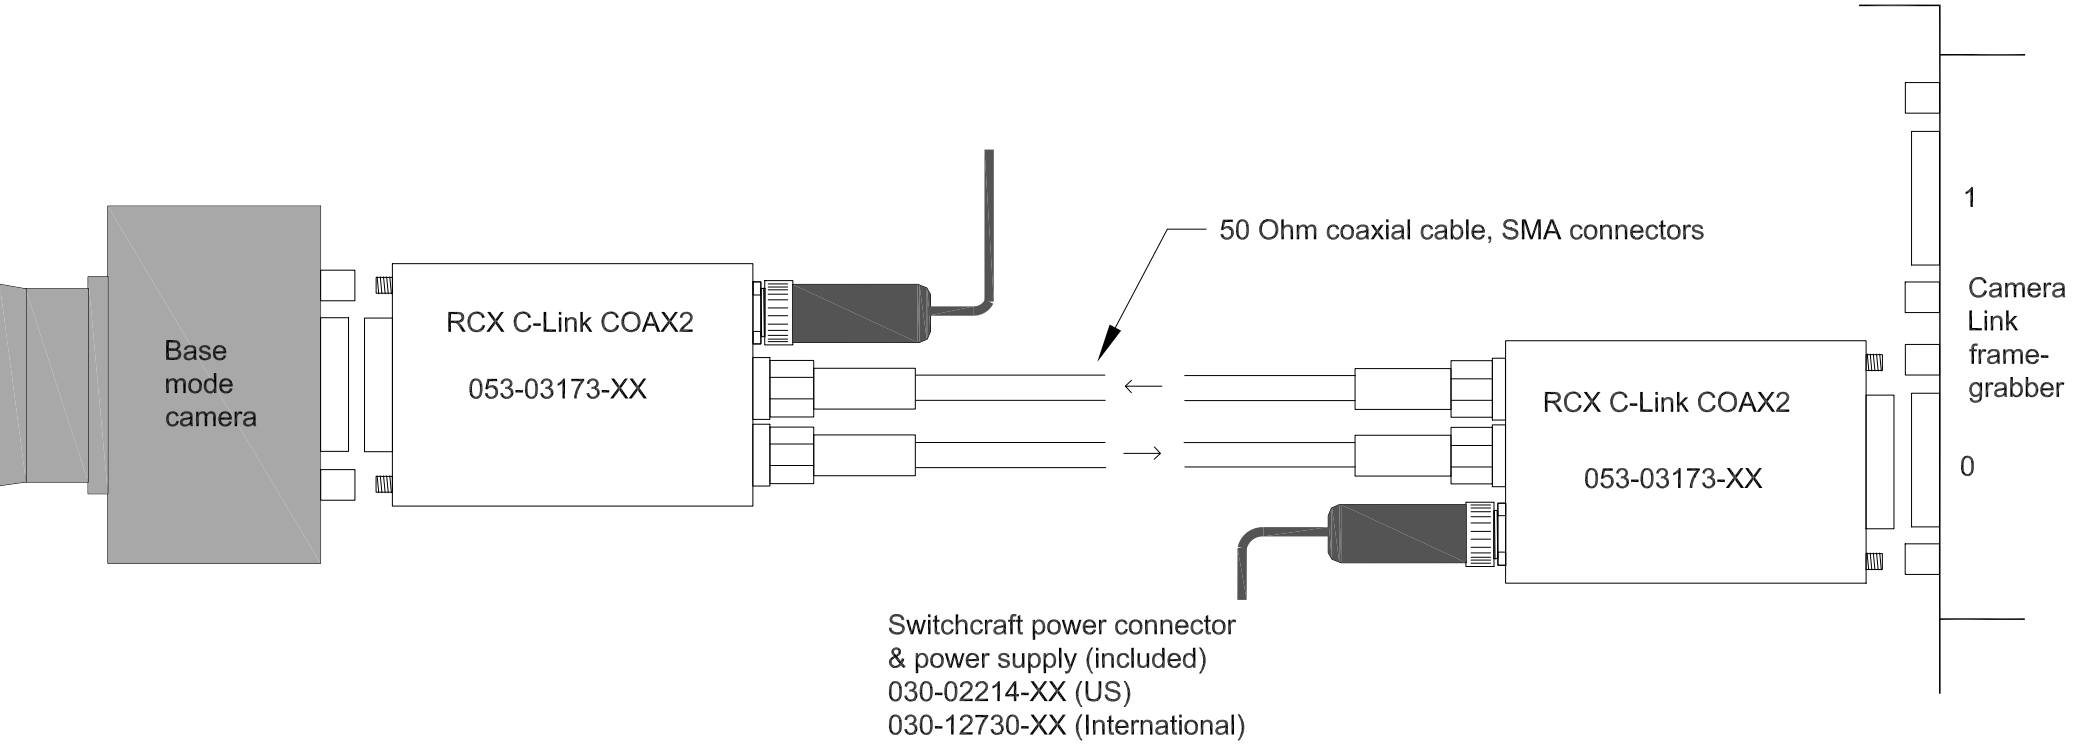 Base
mode
camera
RCX C-Link COAX2
053-03173-XX
50 Ohm coaxial cable, SMA connectors
RCX C-Link COAX2
053-03173-XX
1
Camera
Link
frame-
grabber
0
Switchcraft power connector
& power supply (included)
030-02214-XX (US)
030-12730-XX (International)